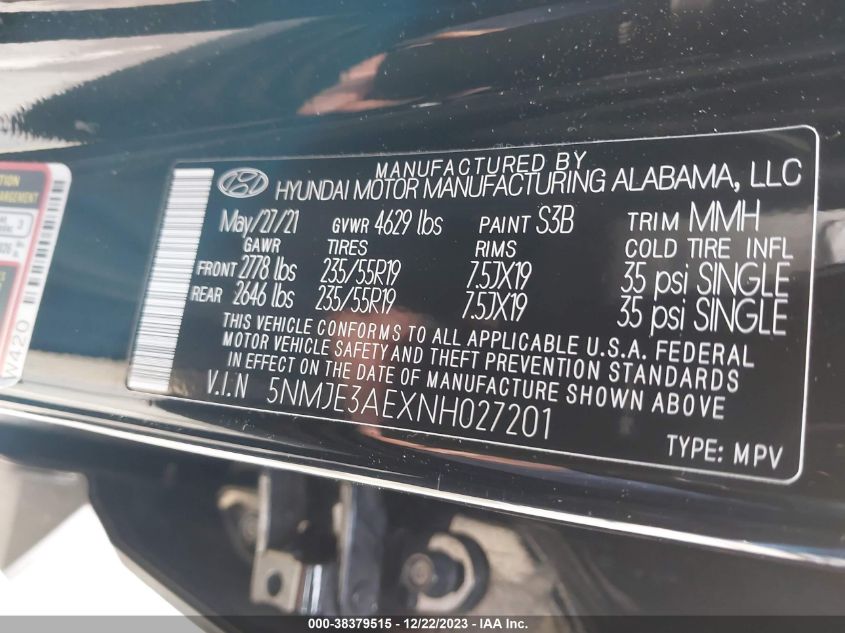 MANUFACTURED BY
HYUNDAI MOTOR MANUFACTURING ALABAMA, LLC
May/27/21 GVWR 4629 lbs PAINT S3B TRIM MMH
GAWR TIRES RIMS COLD TIRE INFL
FRONT 2778 lbs 235/55R19 7.5JX19 35 psi SINGLE
REAR 2646 lbs 235/55R19 7.5JX19 35 psi SINGLE
THIS VEHICLE CONFORMS TO ALL APPLICABLE U.S.A. FEDERAL
MOTOR VEHICLE SAFETY AND THEFT PREVENTION STANDARDS
IN EFFECT ON THE DATE OF MANUFACTURE SHOWN ABOVE
V.I.N 5NMJE3AEXNH027201
TYPE: MPV
W420
000-38379515 - 12/22/2023 - IAA Inc.